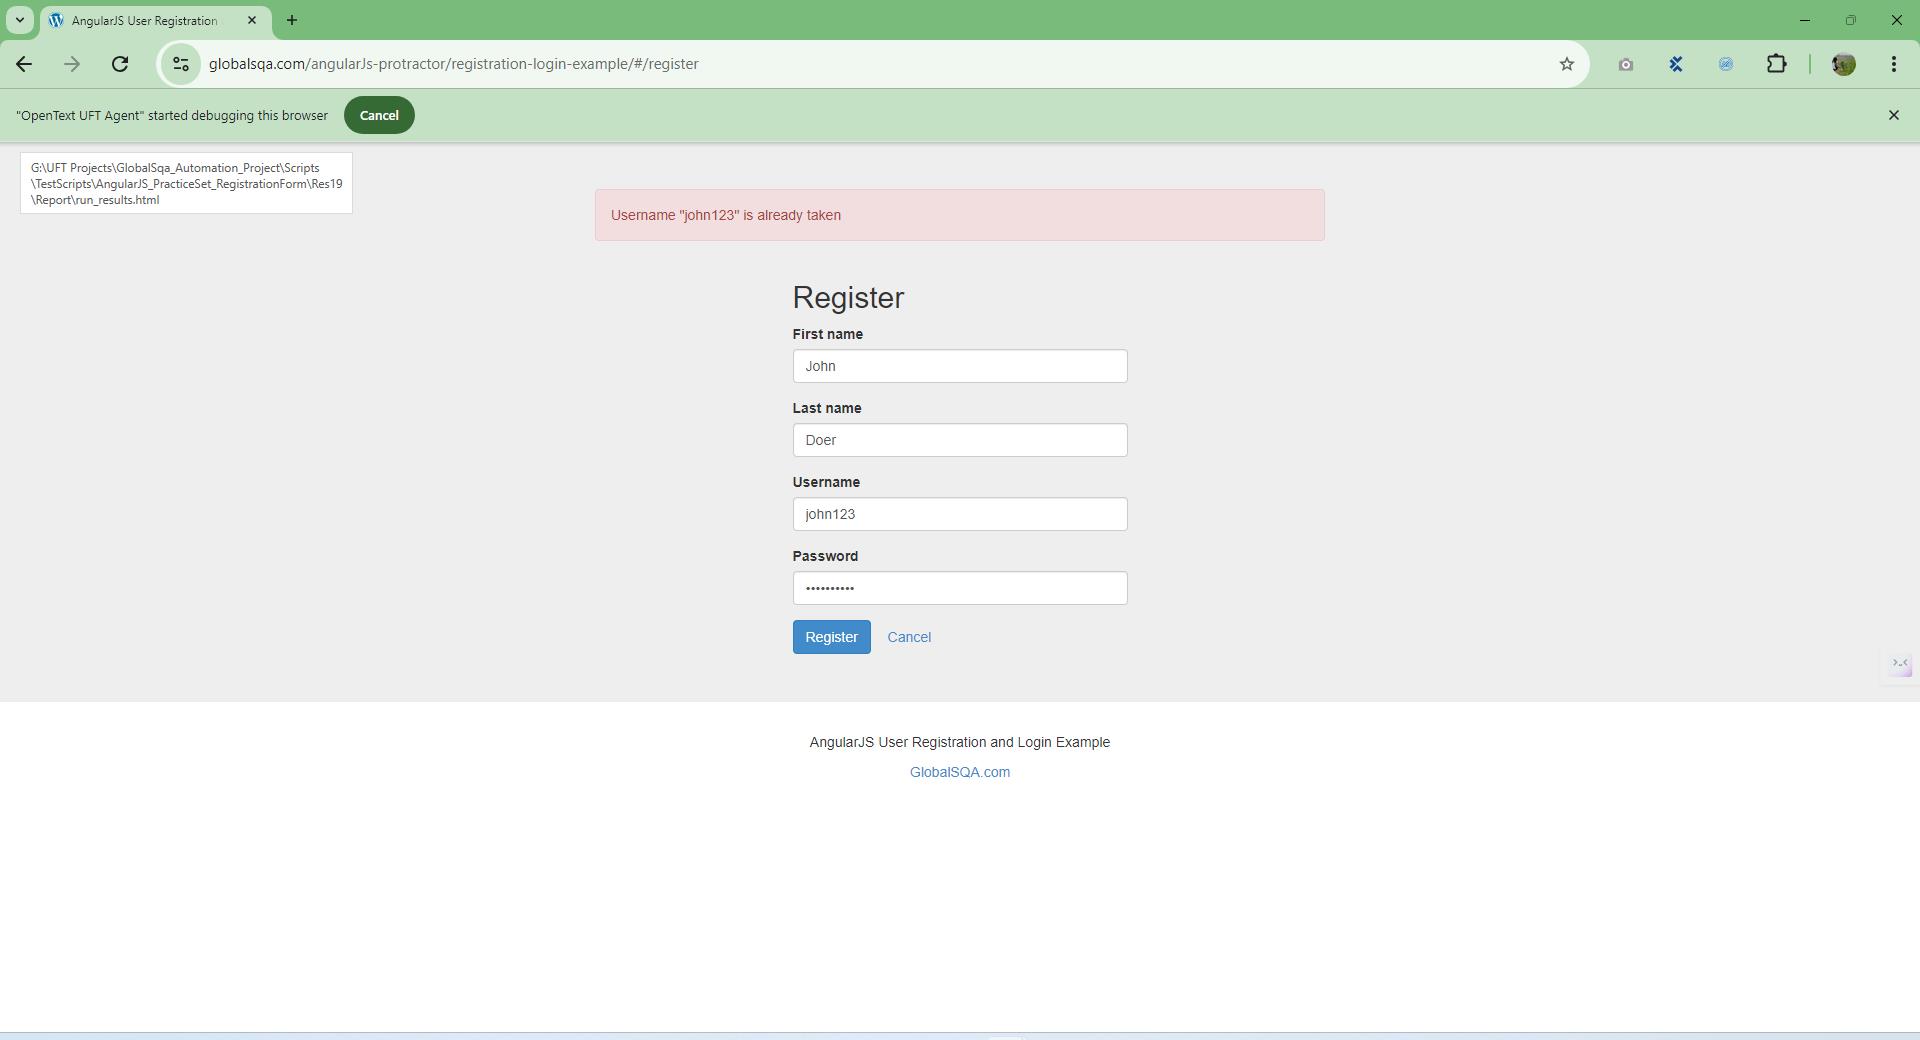 AngularJS User Registration
globalsqa.com/angularJs-protractor/registration-login-example/#/register
"OpenText UFT Agent" started debugging this browser
Cancel
G:\UFT Projects\GlobalSqa_Automation_Project\Scripts
\TestScripts\AngularJS_PracticeSet_RegistrationForm\Res19
\Report\run_results.html
Username "john123" is already taken
Register
First name
John
Last name
Doer
Username
john123
Password
••••••••••
Register Cancel
AngularJS User Registration and Login Example
GlobalSQA.com